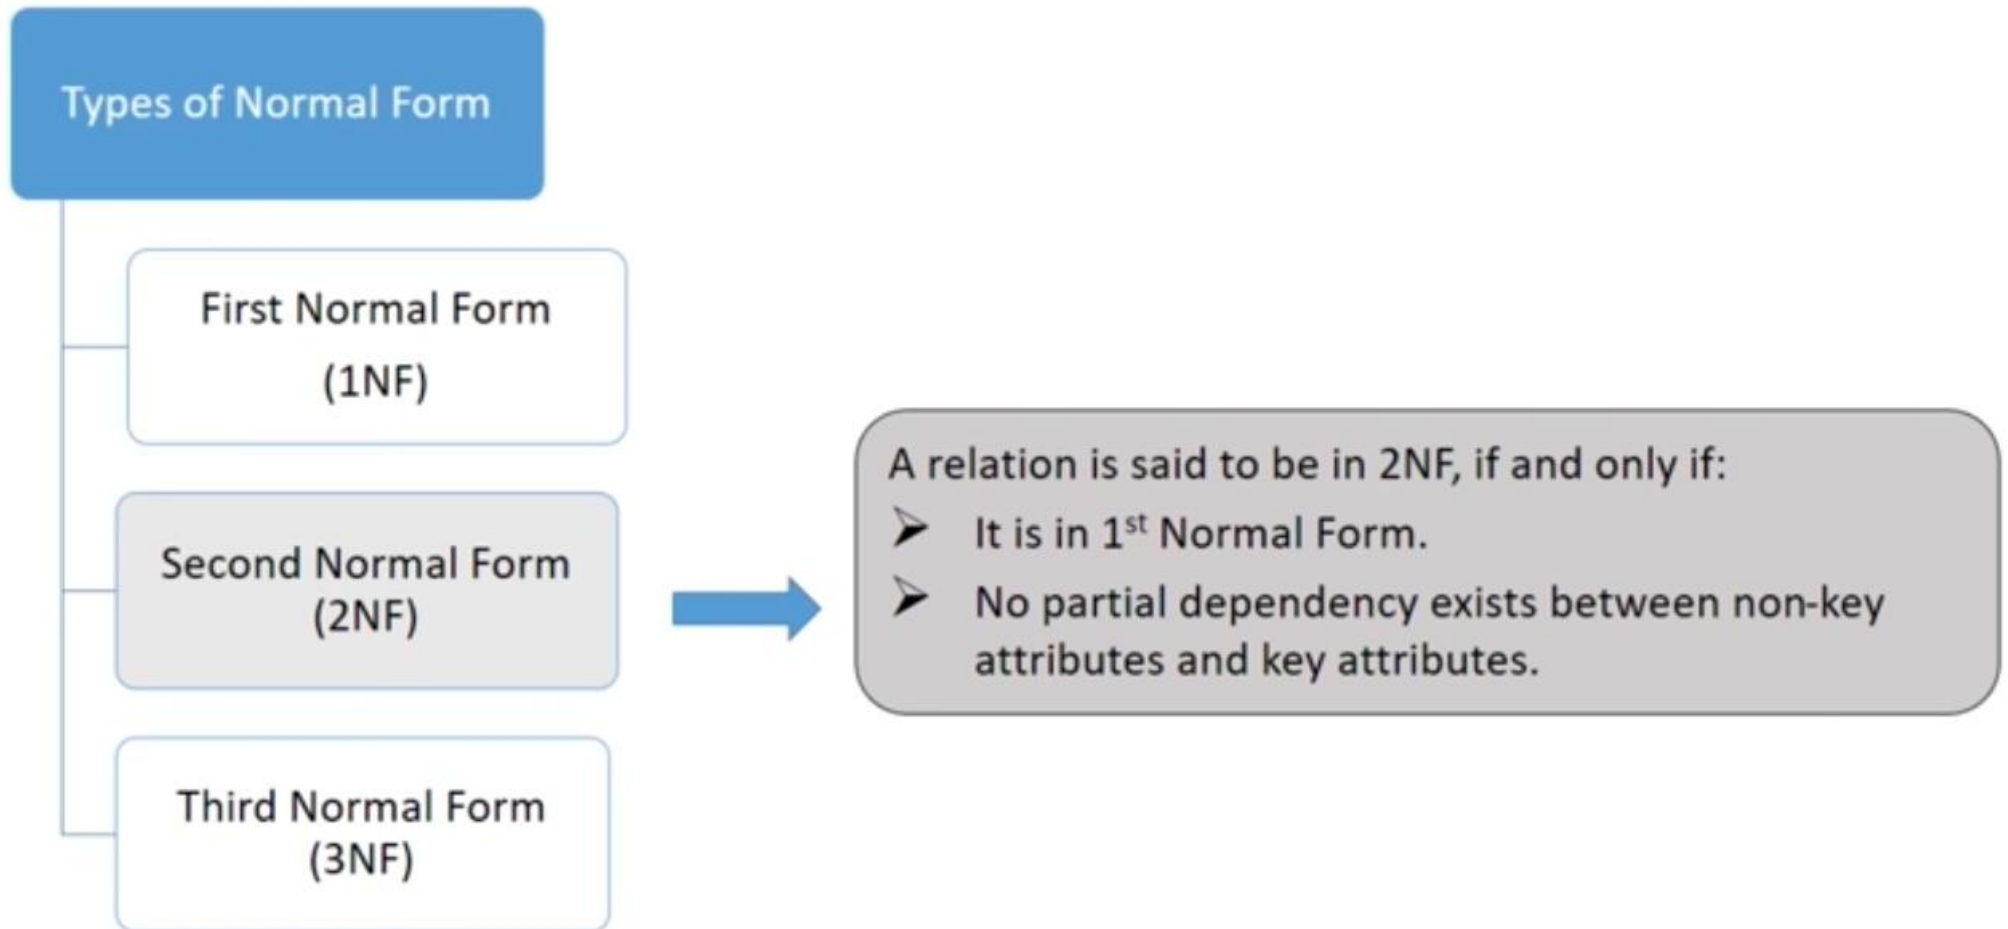 Types of Normal Form
First Normal Form
(1NF)
Second Normal Form
(2NF)
Third Normal Form
(3NF)
A relation is said to be in 2NF, if and only if:
➢ It is in 1st Normal Form.
➢ No partial dependency exists between non-key
attributes and key attributes.